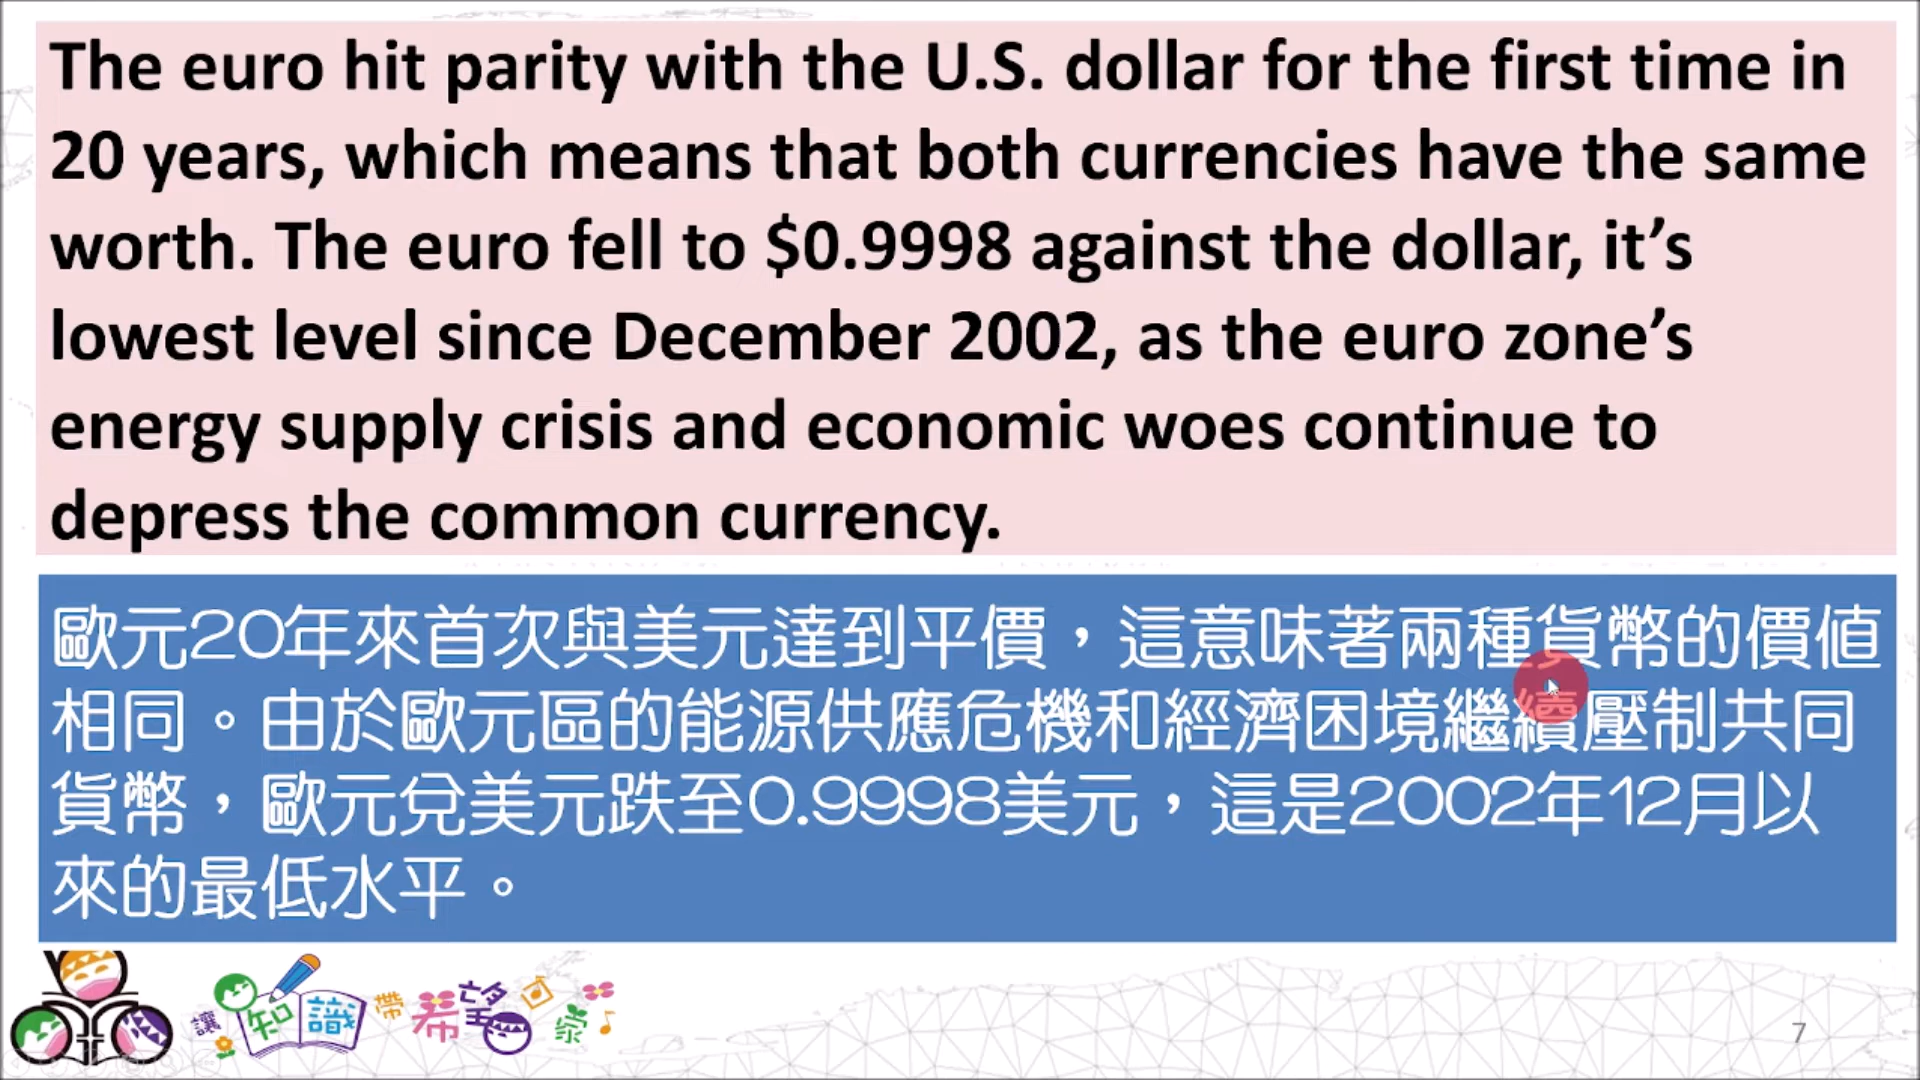 The euro hit parity with the U.S. dollar for the first time in
20 years, which means that both currencies have the same
worth. The euro fell to $0.9998 against the dollar, it’s
lowest level since December 2002, as the euro zone’s
energy supply crisis and economic woes continue to
depress the common currency.
歐元20年來首次與美元達到平價，這意味著兩種貨幣的價值
相同。由於歐元區的能源供應危機和經濟困境繼續壓制共同
貨幣，歐元兌美元跌至0.9998美元，這是2002年12月以
來的最低水平。
讓知識帶希望回家
7